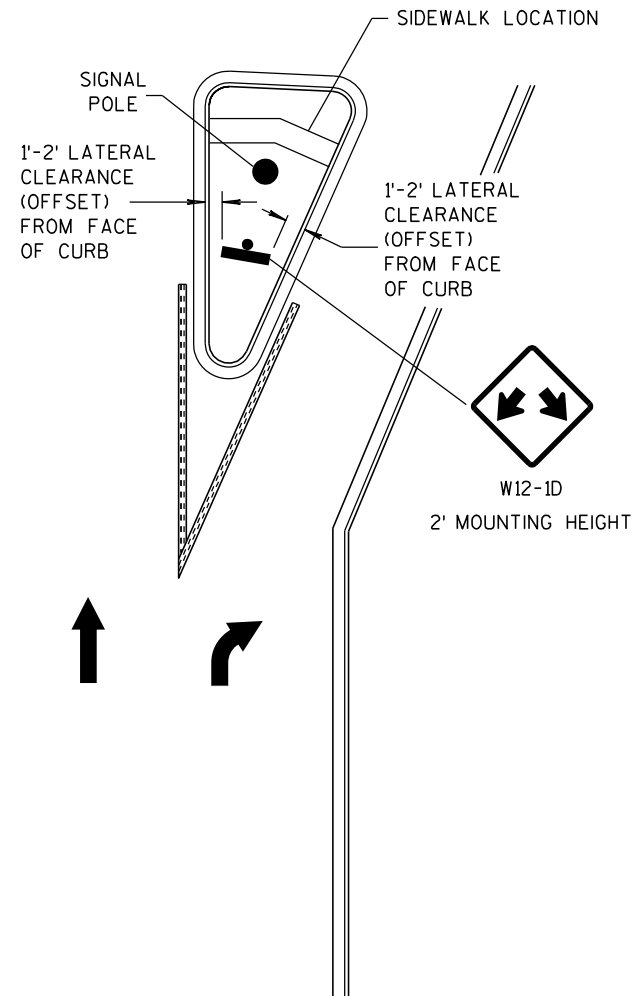 SIDEWALK LOCATION
SIGNAL
POLE
1'-2' LATERAL
CLEARANCE
(OFFSET)
FROM FACE
OF CURB
1'-2' LATERAL
CLEARANCE
(OFFSET)
FROM FACE
OF CURB
W12-1D
2' MOUNTING HEIGHT